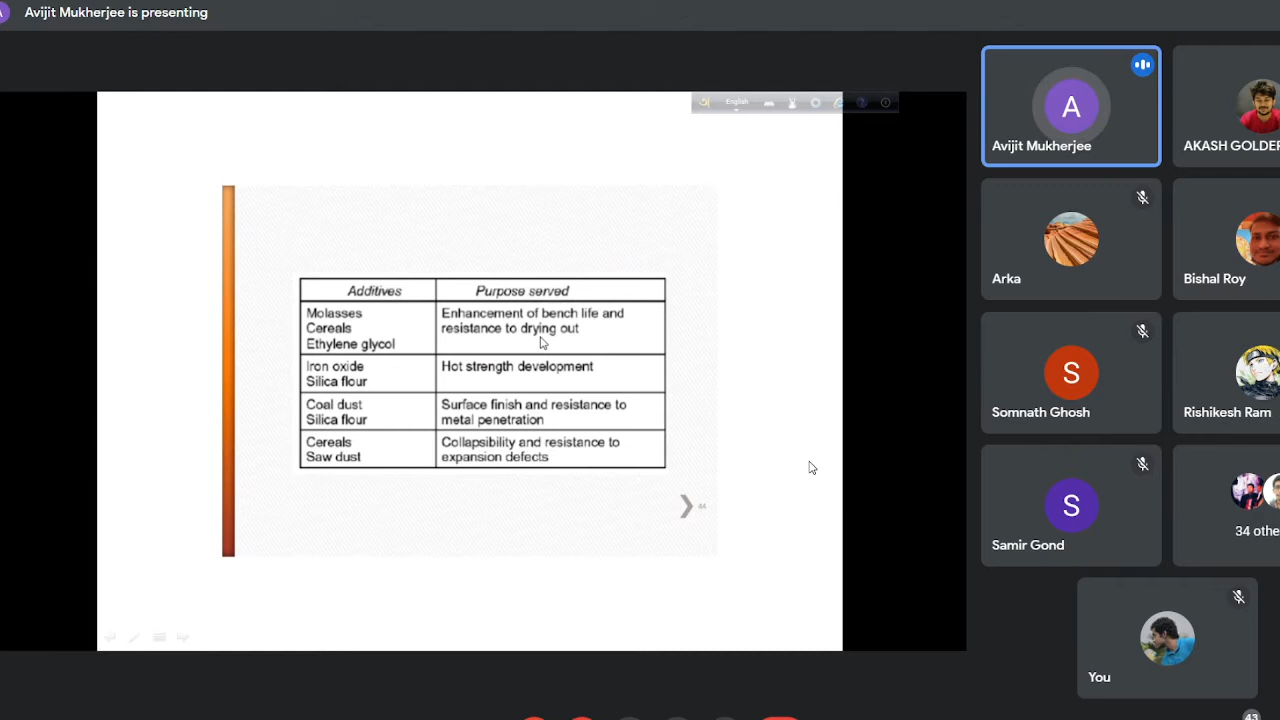 A
Avijit Mukherjee is presenting
English
Additives Purpose served
Molasses
Cereals
Ethylene glycol
Enhancement of bench life and
resistance to drying out
Iron oxide
Silica flour
Hot strength development
Coal dust
Silica flour
Surface finish and resistance to
metal penetration
Cereals
Saw dust
Collapsibility and resistance to
expansion defects
44
A
Avijit Mukherjee
AKASH GOLDER
Arka
Bishal Roy
S
Somnath Ghosh
Rishikesh Ram
S
Samir Gond
34 othe
You
43